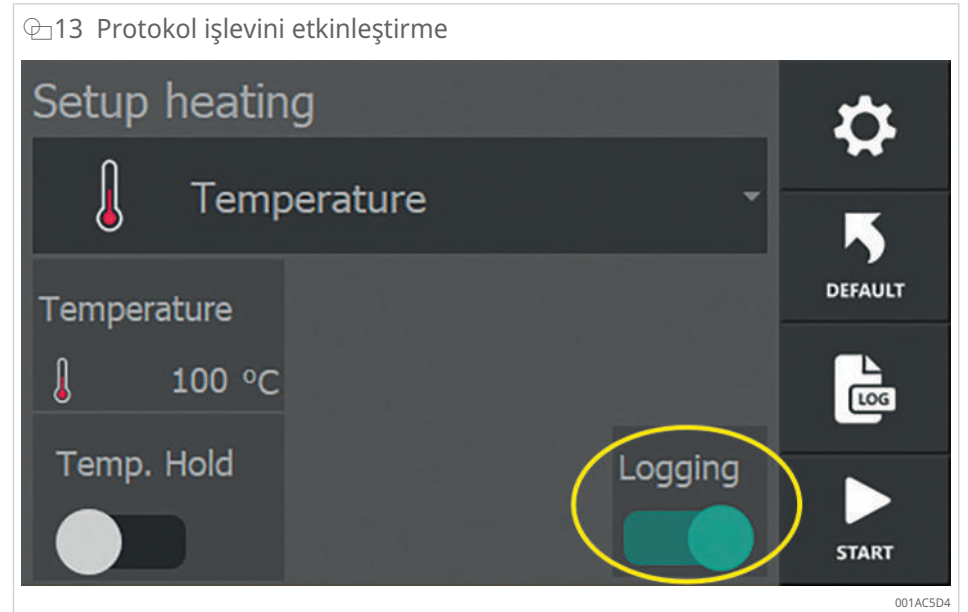 13 Protokol işlevini etkinleştirme
Setup heating
Temperature
DEFAULT
Temperature
100 °C
LOG
Temp. Hold
Logging
START
001AC5D4